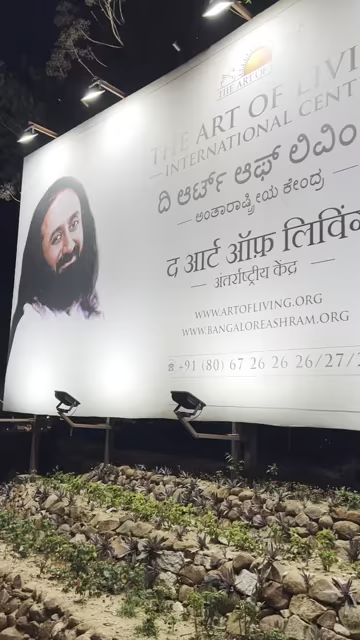 THE ART OF
THE ART OF LIVI
INTERNATIONAL CENT
ದಿ ಆರ್ಟ್ ಆಫ್ ಲಿವಿಂ
ಅಂತಾರಾಷ್ಟ್ರೀಯ ಕೇಂದ್ರ
द आर्ट ऑफ़ लिविंग
अंतर्राष्ट्रीय केंद्र
WWW.ARTOFLIVING.ORG
WWW.BANGALOREASHRAM.ORG
☎ +91 (80) 67 26 26 26/27/